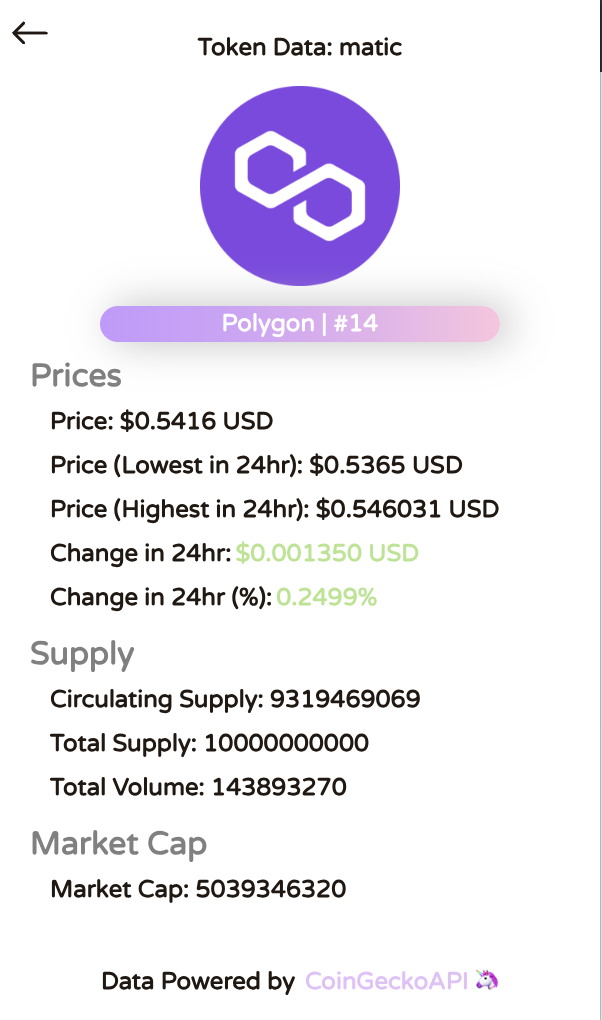 Token Data: matic
Polygon | #14
Prices
Price: $0.5416 USD
Price (Lowest in 24hr): $0.5365 USD
Price (Highest in 24hr): $0.546031 USD
Change in 24hr: $0.001350 USD
Change in 24hr (%): 0.2499%
Supply
Circulating Supply: 9319469069
Total Supply: 10000000000
Total Volume: 143893270
Market Cap
Market Cap: 5039346320
Data Powered by CoinGeckoAPI 🦄